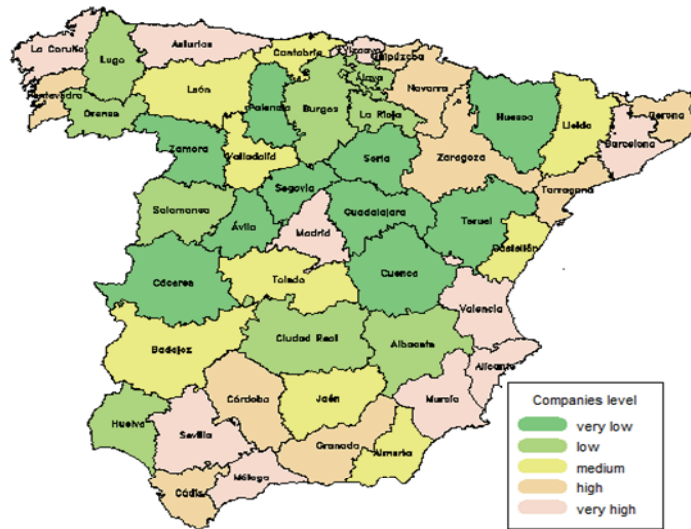 La Coruña
Lugo
Asturias
Cantabria
Vizcaya
Guipúzcoa
Pontevedra
Orense
León
Palencia
Burgos
Álava
La Rioja
Navarra
Huesca
Lleida
Gerona
Barcelona
Zamora
Valladolid
Soria
Zaragoza
Tarragona
Segovia
Salamanca
Ávila
Guadalajara
Teruel
Madrid
Castellón
Cáceres
Toledo
Cuenca
Valencia
Badajoz
Ciudad Real
Albacete
Alicante
Huelva
Sevilla
Córdoba
Jaén
Murcia
Granada
Almería
Cádiz
Málaga
Companies level
very low
low
medium
high
very high